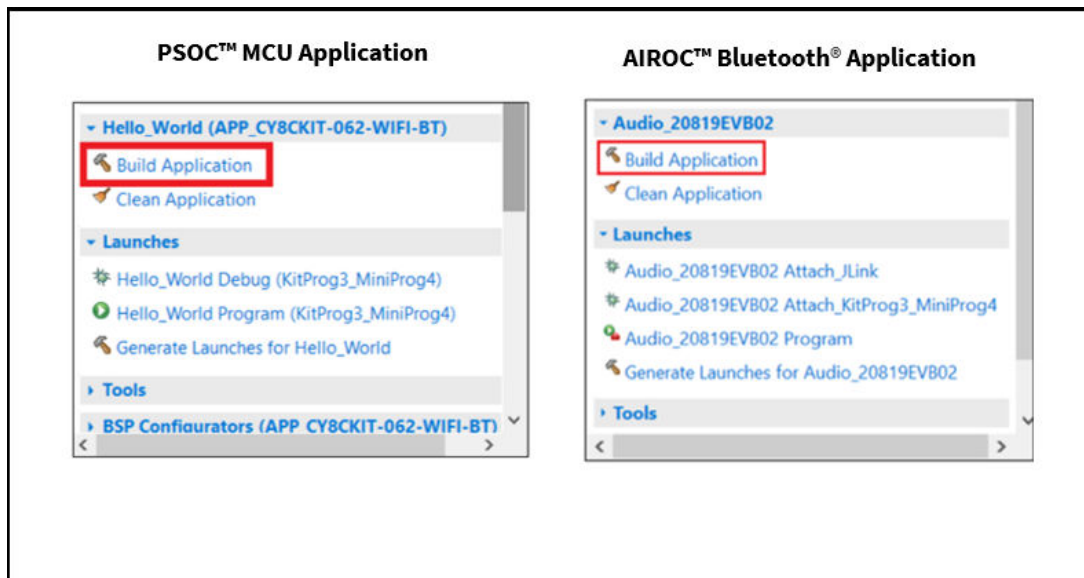 PSOC™ MCU Application
Hello_World (APP_CY8CKIT-062-WIFI-BT)
Build Application
Clean Application
Launches
Hello_World Debug (KitProg3_MiniProg4)
Hello_World Program (KitProg3_MiniProg4)
Generate Launches for Hello_World
Tools
BSP Configurators (APP_CY8CKIT-062-WIFI-BT)
AIROC™ Bluetooth® Application
Audio_20819EVB02
Build Application
Clean Application
Launches
Audio_20819EVB02 Attach_JLink
Audio_20819EVB02 Attach_KitProg3_MiniProg4
Audio_20819EVB02 Program
Generate Launches for Audio_20819EVB02
Tools